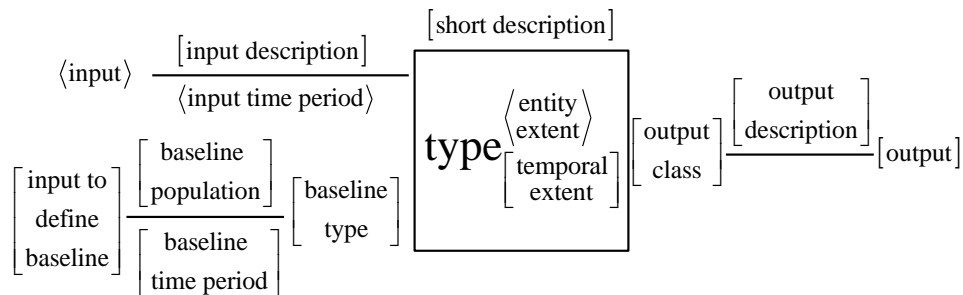 [short description]
⟨input⟩
[input description]
⟨input time period⟩
type
⟨entity
extent⟩
[temporal
extent]
[output
class]
[output
description]
[output]
[input to
define
baseline]
[baseline
population]
[baseline
time period]
[baseline
type]